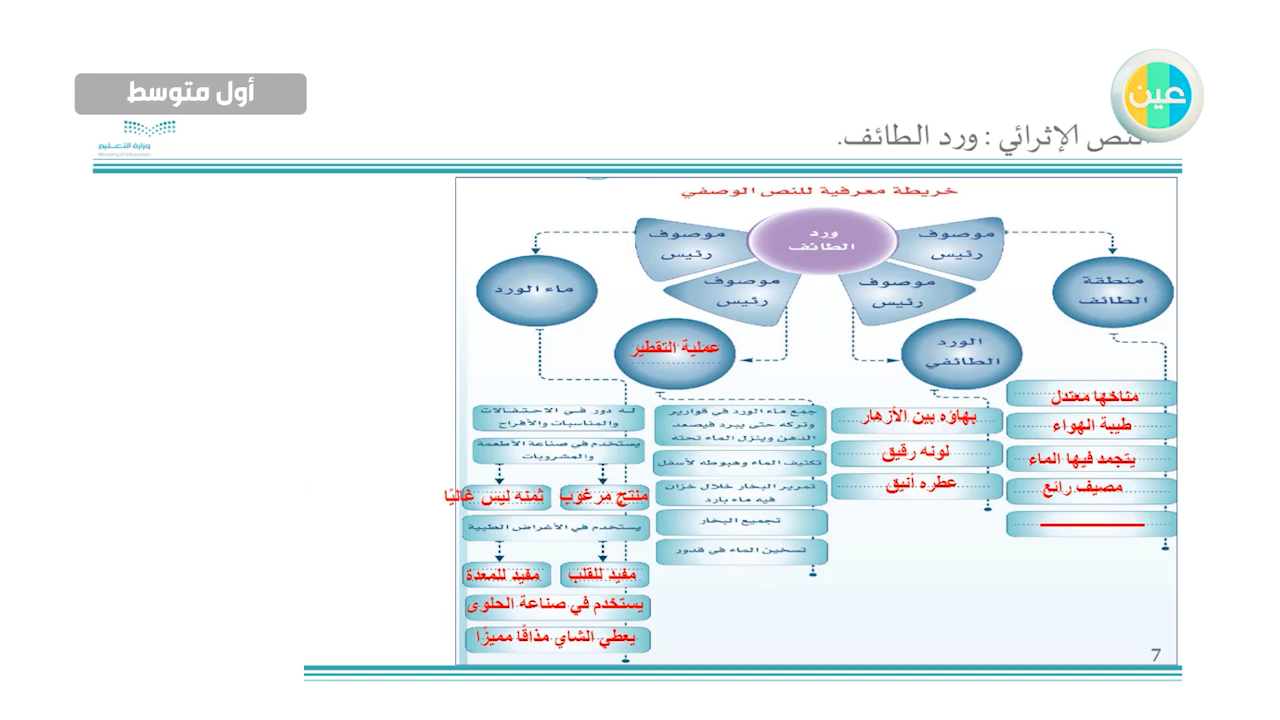 أول متوسط
عين
وزارة التعليم
Ministry of Education
النص الإثرائي : ورد الطائف.
خريطة معرفية للنص الوصفي
ورد
الطائف
موصوف
رئيس
موصوف
رئيس
موصوف
رئيس
موصوف
رئيس
منطقة
الطائف
مناخها معتدل
طيبة الهواء
يتجمد فيها الماء
مصيف رائع
الورد
الطائفي
بهاؤه بين الأزهار
لونه رقيق
عطره أنيق
عملية التقطير
جمع ماء الورد في قوارير
وتركه حتى يبرد فيصعد
الدهن وينزل الماء تحته
تكثيف الماء وهبوطه لأسفل
تمرير البخار خلال خزان
فيه ماء بارد
تجميع البخار
تسخين الماء في قدور
ماء الورد
له دور في الاحتفالات
والمناسبات والأفراح
يستخدم في صناعة الأطعمة
والمشروبات
منتج مرغوب
ثمنه ليس غاليًا
يستخدم في الأغراض الطبية
مفيد للقلب
مفيد للمعدة
يستخدم في صناعة الحلوى
يعطي الشاي مذاقًا مميزًا
7